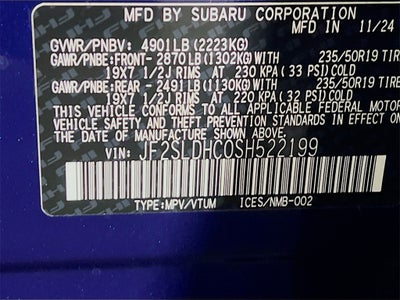 MFD BY SUBARU CORPORATION 11/24
GVWR/PNBV: 4901LB (2223KG)
GAWR/PNBE:FRONT- 2870LB (1302KG)WITH 235/50R19 TIRE
19X7 1/2J RIMS AT 230 KPA (33 PSI)COLD
GAWR/PNBE:REAR - 2491LB (1130KG)WITH 235/50R19 TIRE
19X7 1/2J RIMS AT 220 KPA (32 PSI)COLD
THIS VEHICLE CONFORMS TO ALL APPLICABLE FEDERAL MOTOR
VEHICLE SAFETY, BUMPER, AND THEFT PREVENTION STANDARDS IN EFFECT
ON THE DATE OF MANUFACTURE SHOWN ABOVE.
VIN: JF2SLDHC0SH522199
TYPE:MPV/VTUM ICES/NMB-002